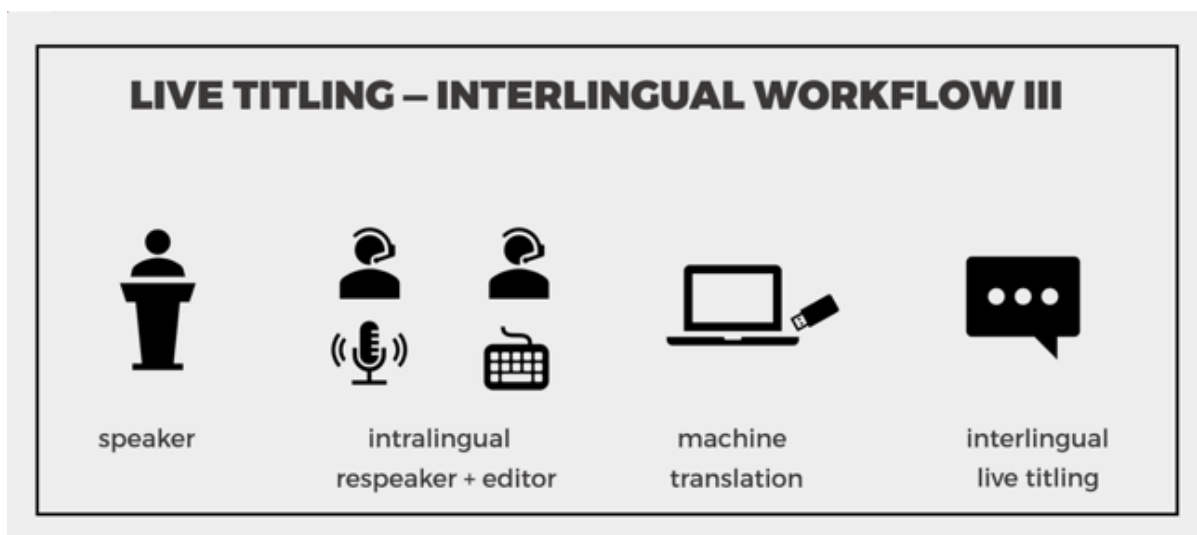 LIVE TITLING – INTERLINGUAL WORKFLOW III
speaker
intralingual
respeaker + editor
machine
translation
interlingual
live titling